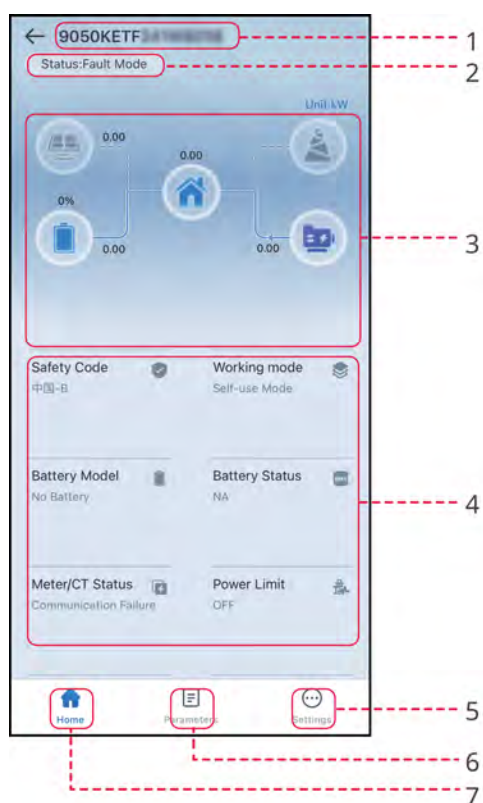 9050KETF
1
Status:Fault Mode
2
Unit:kW
0.00
0.00
0%
0.00
0.00
3
Safety Code
Working mode
中国-B
Self-use Mode
Battery Model
Battery Status
No Battery
NA
4
Meter/CT Status
Power Limit
Communication Failure
OFF
Home
Parameters
Settings
5
6
7